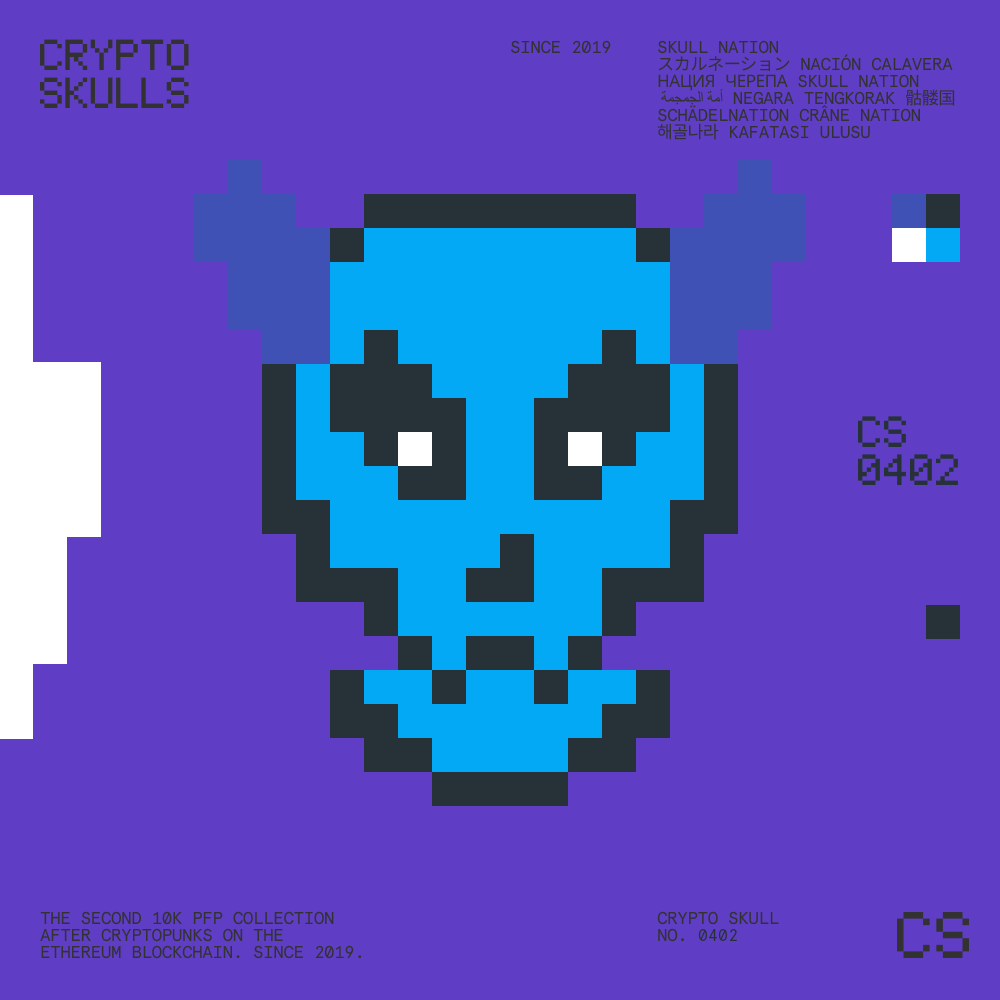 CRYPTO
SKULLS
SINCE 2019
SKULL NATION
スカルネーション NACIÓN CALAVERA
НАЦИЯ ЧЕРЕПА SKULL NATION
أمة الجمجمة NEGARA TENGKORAK 骷髅国
SCHÄDELNATION CRÂNE NATION
해골나라 KAFATASI ULUSU
CS
0402
THE SECOND 10K PFP COLLECTION
AFTER CRYPTOPUNKS ON THE
ETHEREUM BLOCKCHAIN. SINCE 2019.
CRYPTO SKULL
NO. 0402
CS